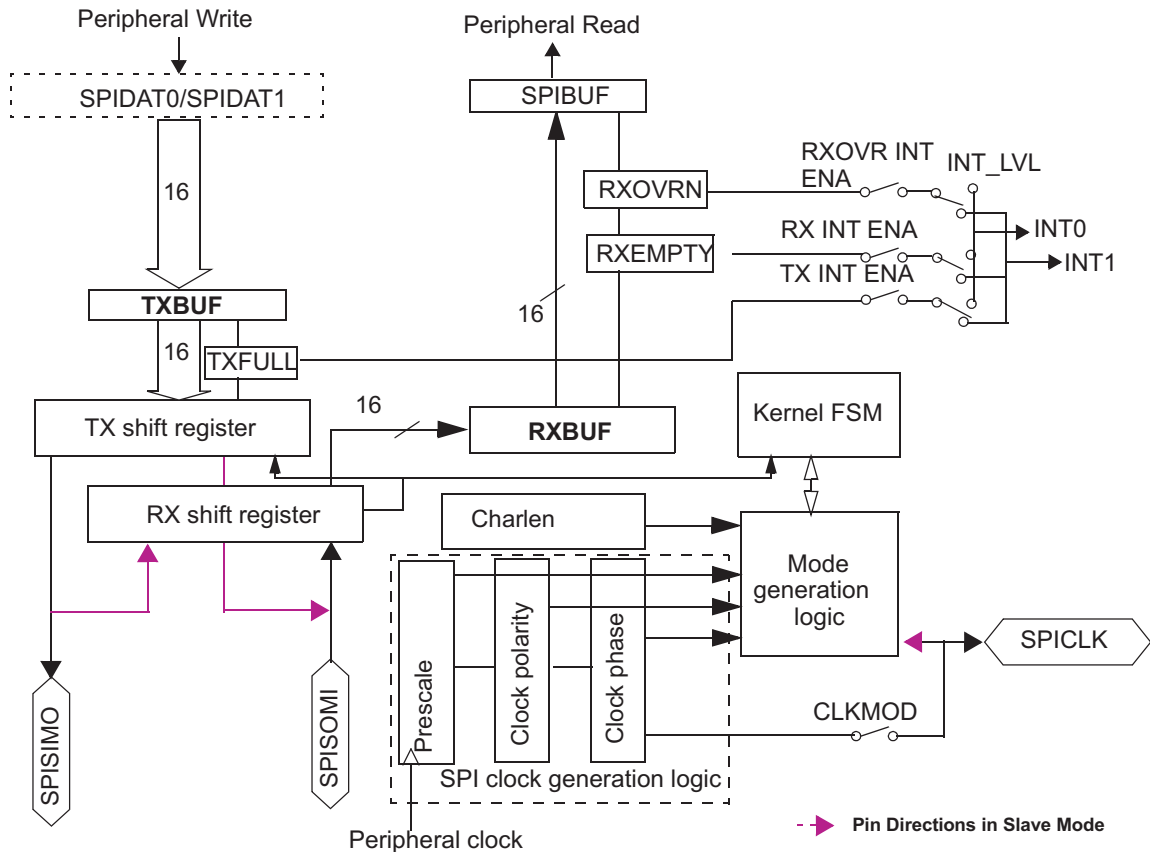 Peripheral Write
Peripheral Read
SPIDAT0/SPIDAT1
SPIBUF
16
RXOVRN
RXOVR INT
ENA
INT_LVL
RXEMPTY
RX INT ENA
INT0
TX INT ENA
INT1
TXBUF
16
16
TXFULL
TX shift register
16
RXBUF
Kernel FSM
RX shift register
Charlen
Mode
generation
logic
Prescale
Clock polarity
Clock phase
SPICLK
CLKMOD
SPISIMO
SPISOMI
SPI clock generation logic
Peripheral clock
Pin Directions in Slave Mode